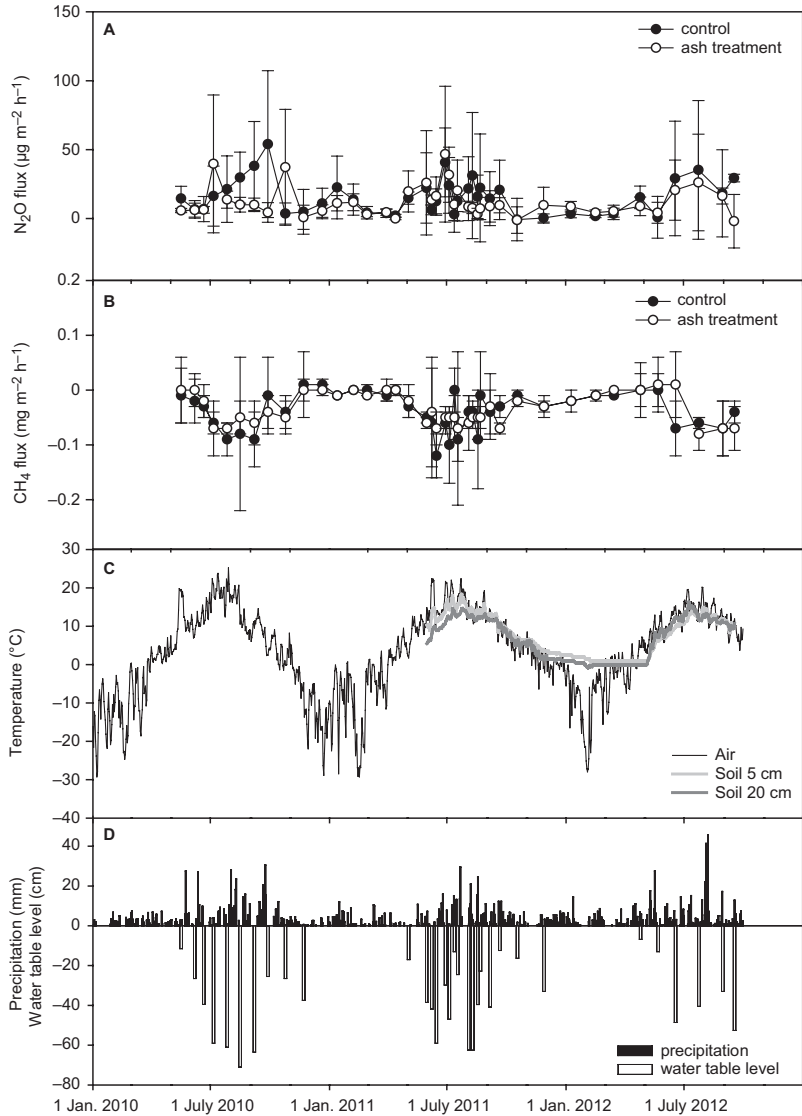 A
control
ash treatment
N₂O flux (µg m⁻² h⁻¹)
150
100
50
0
0.2
B
control
ash treatment
CH₄ flux (mg m⁻² h⁻¹)
0.1
0
–0.1
–0.2
30
C
Temperature (°C)
20
10
0
–10
–20
–30
–40
Air
Soil 5 cm
Soil 20 cm
D
Precipitation (mm)
Water table level (cm)
40
20
0
–20
–40
–60
–80
precipitation
water table level
1 Jan. 2010 1 July 2010 1 Jan. 2011 1 July 2011 1 Jan. 2012 1 July 2012